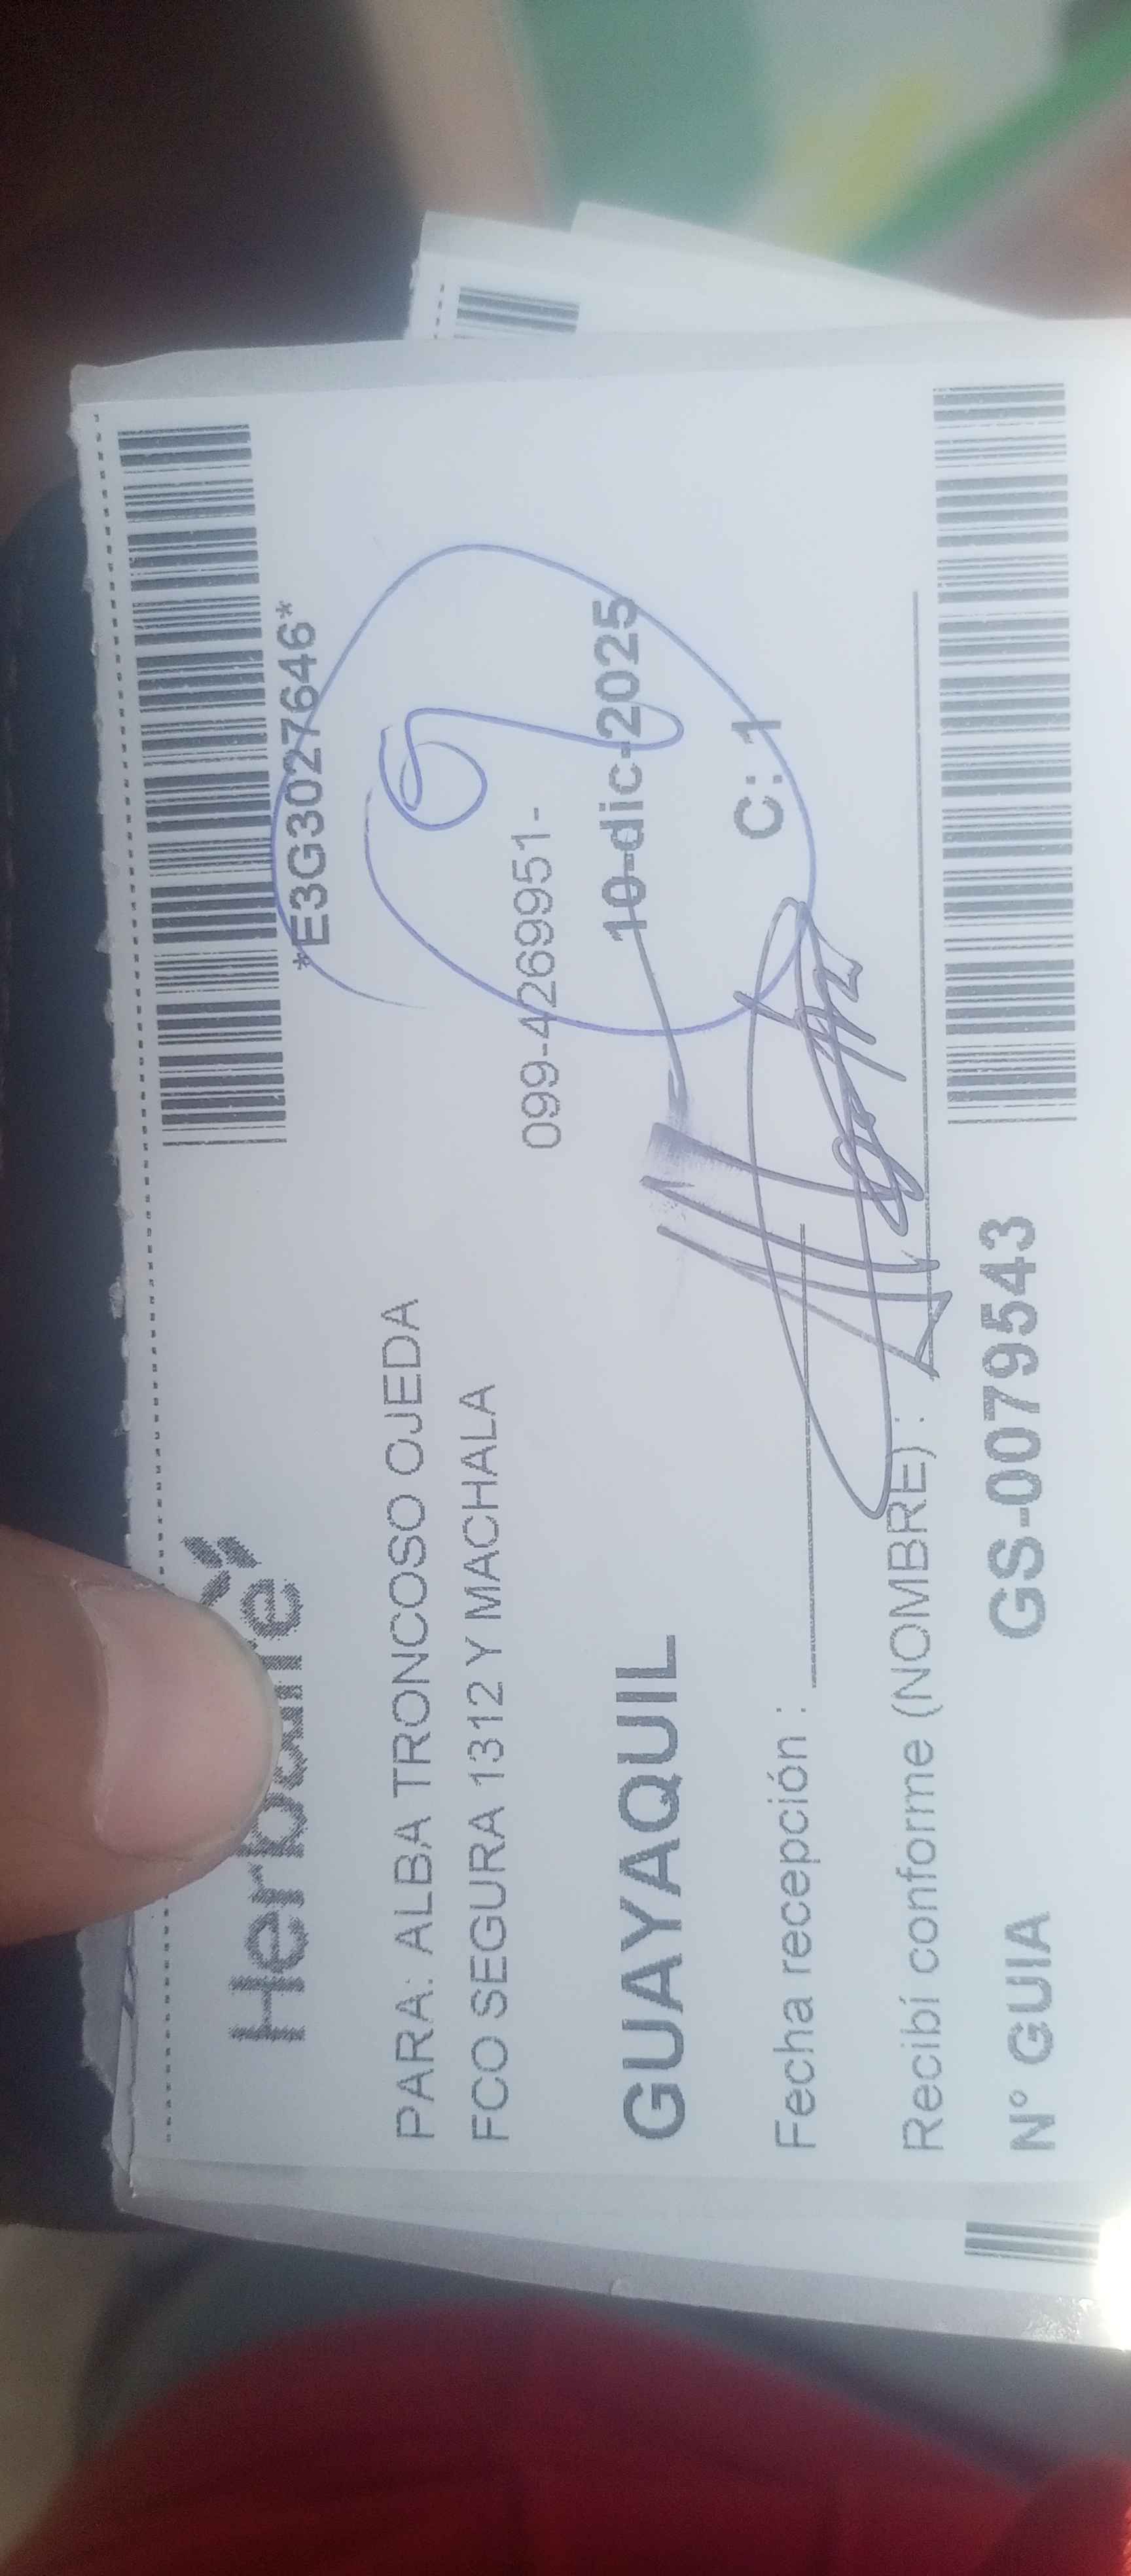 Herbalife
*E3G3027646*
PARA: ALBA TRONCOSO OJEDA
FCO SEGURA 1312 Y MACHALA
099-4269951-
GUAYAQUIL
10-dic-2025
C: 1
Fecha recepción :
Recibí conforme (NOMBRE) :
N° GUIA
GS-0079543